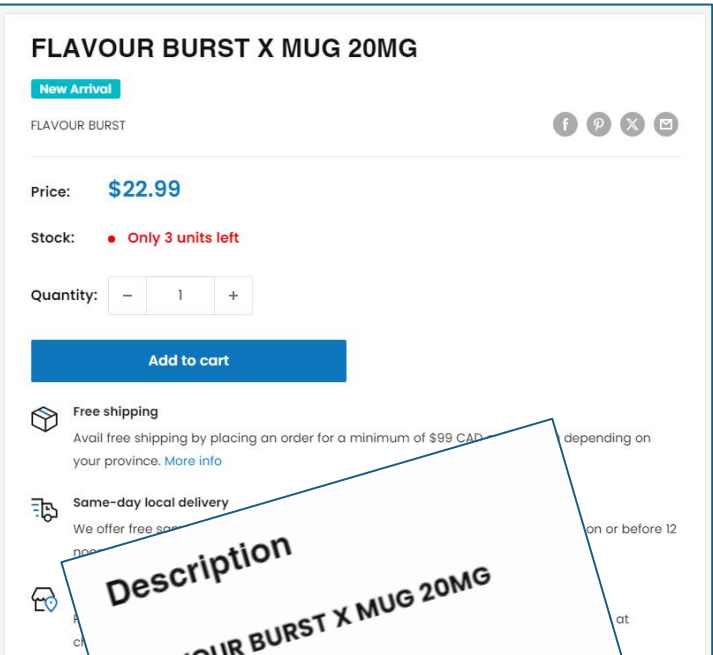 FLAVOUR BURST X MUG 20MG
New Arrival
FLAVOUR BURST
Price: $22.99
Stock: Only 3 units left
Quantity: − 1 +
Add to cart
Free shipping
Avail free shipping by placing an order for a minimum of $99 CAD depending on
your province. More info
Same-day local delivery
We offer free on or before 12
at
Description
BURST X MUG 20MG